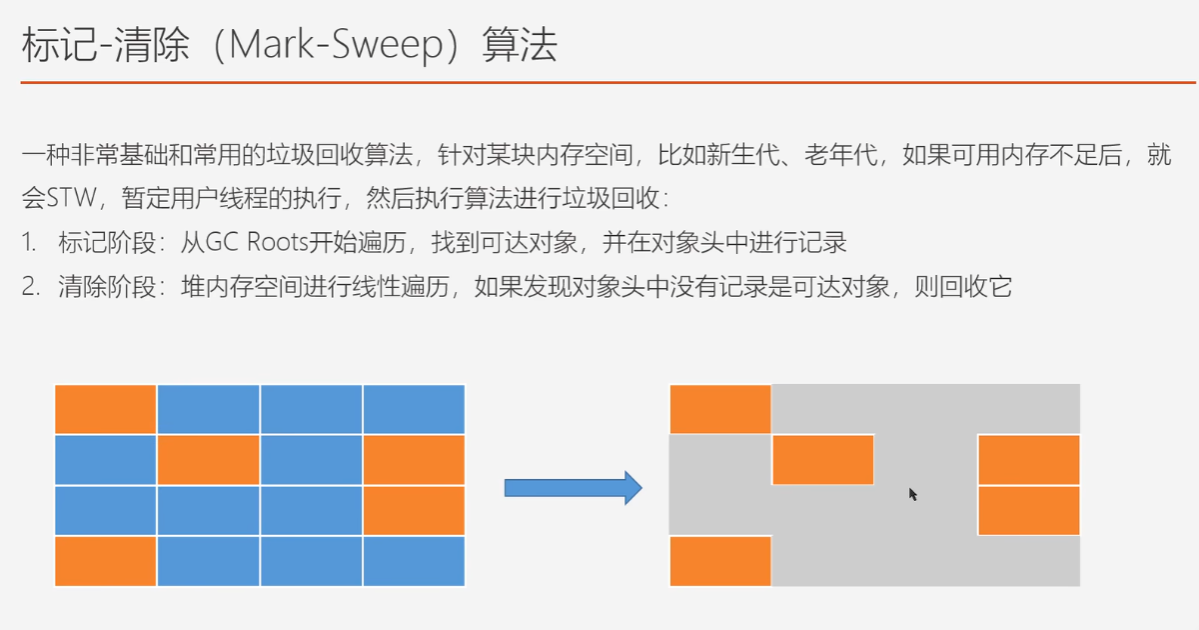 标记-清除（Mark-Sweep）算法
一种非常基础和常用的垃圾回收算法，针对某块内存空间，比如新生代、老年代，如果可用内存不足后，就
会STW，暂定用户线程的执行，然后执行算法进行垃圾回收：
1. 标记阶段：从GC Roots开始遍历，找到可达对象，并在对象头中进行记录
2. 清除阶段：堆内存空间进行线性遍历，如果发现对象头中没有记录是可达对象，则回收它